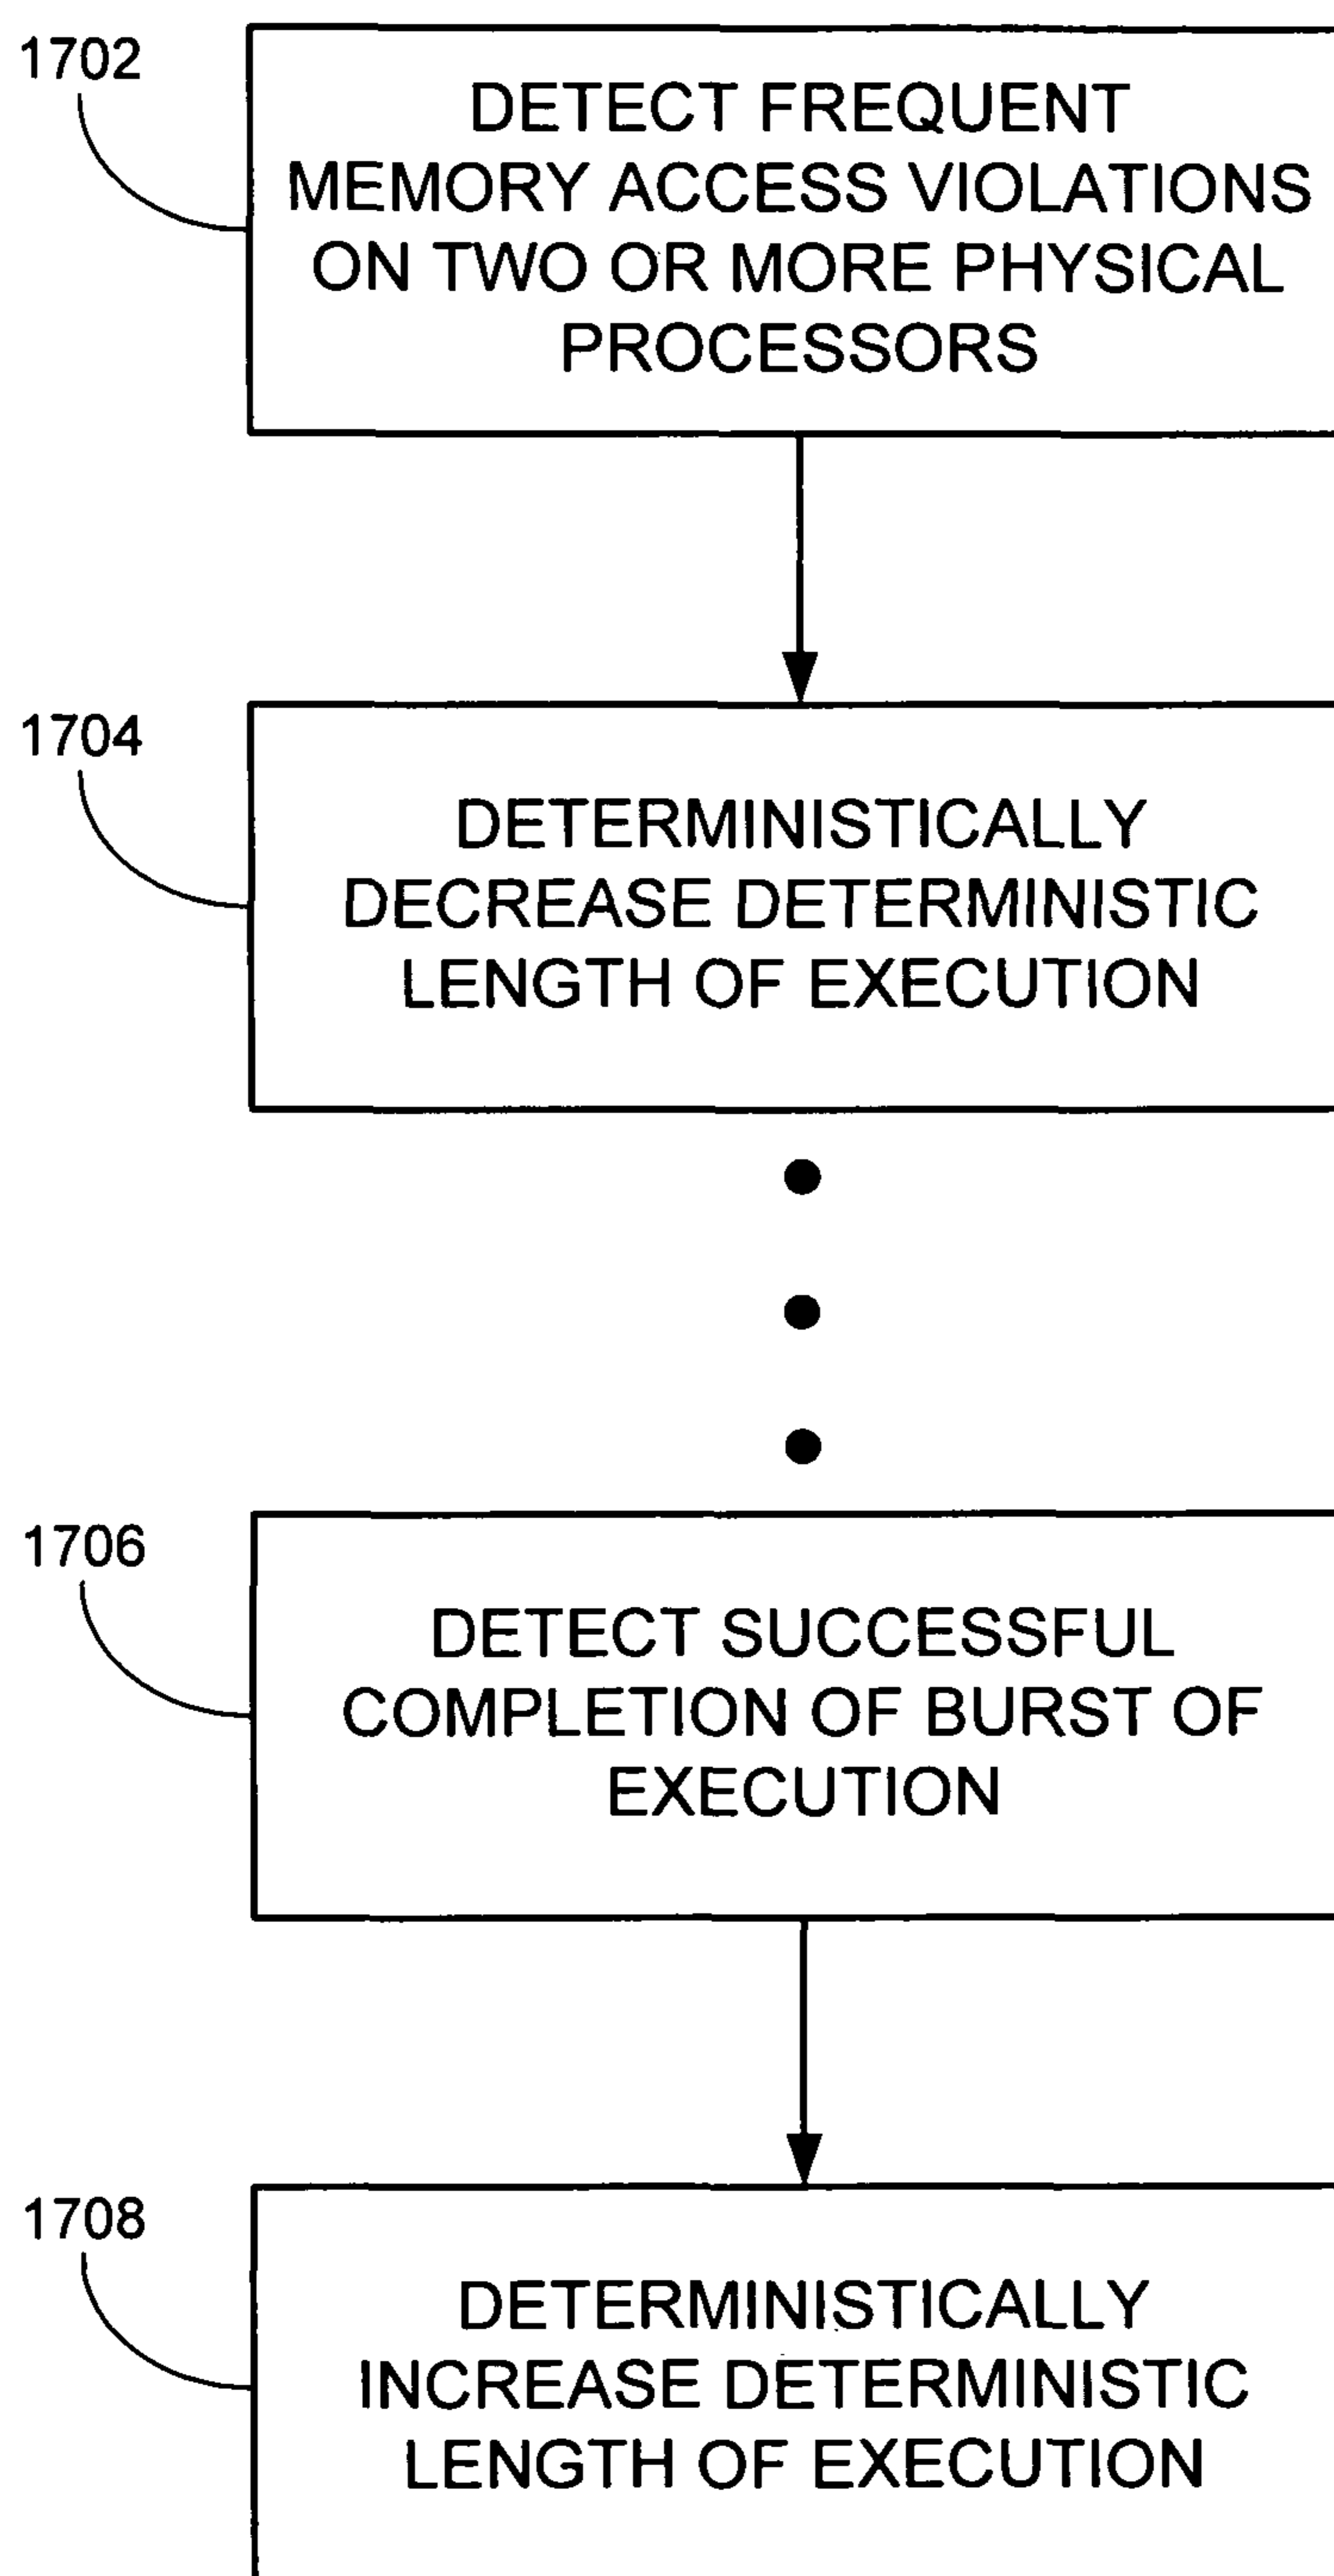 1702
DETECT FREQUENT
MEMORY ACCESS VIOLATIONS
ON TWO OR MORE PHYSICAL
PROCESSORS
1704
DETERMINISTICALLY
DECREASE DETERMINISTIC
LENGTH OF EXECUTION
1706
DETECT SUCCESSFUL
COMPLETION OF BURST OF
EXECUTION
1708
DETERMINISTICALLY
INCREASE DETERMINISTIC
LENGTH OF EXECUTION